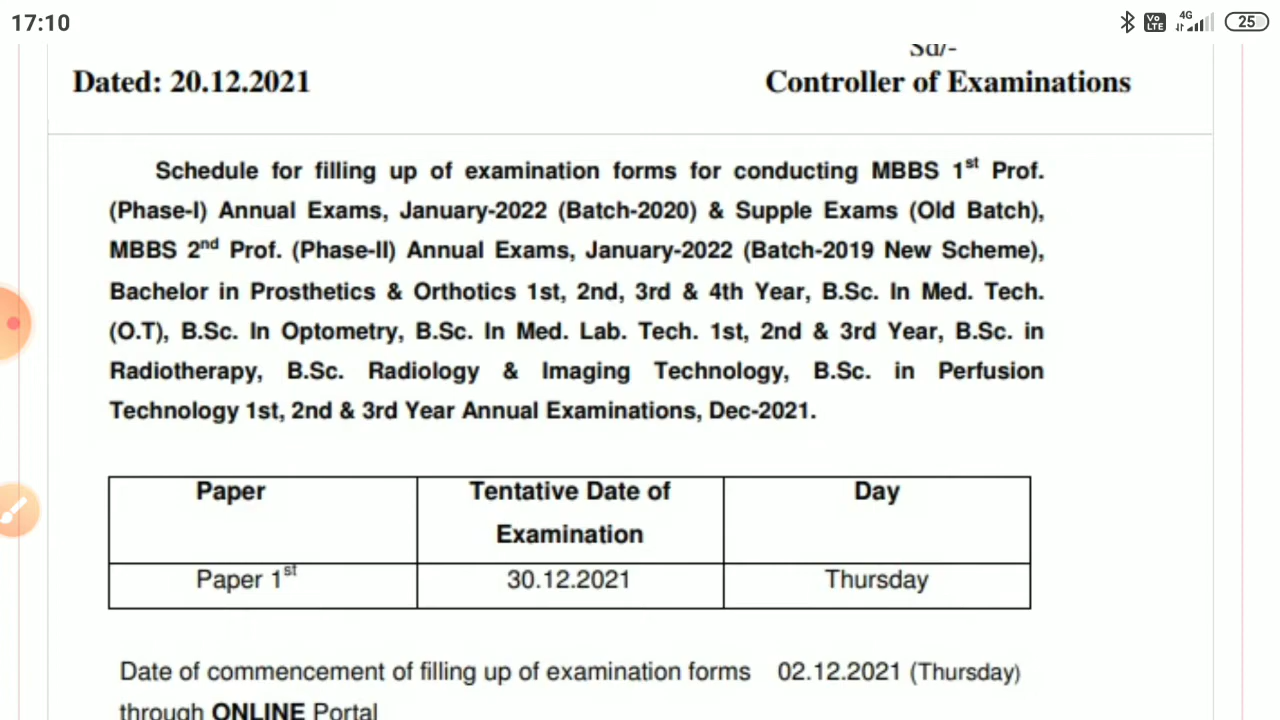 17:10
Vo LTE 4G 25
Sd/-
Dated: 20.12.2021 Controller of Examinations
Schedule for filling up of examination forms for conducting MBBS 1st Prof.
(Phase-I) Annual Exams, January-2022 (Batch-2020) & Supple Exams (Old Batch),
MBBS 2nd Prof. (Phase-II) Annual Exams, January-2022 (Batch-2019 New Scheme),
Bachelor in Prosthetics & Orthotics 1st, 2nd, 3rd & 4th Year, B.Sc. In Med. Tech.
(O.T), B.Sc. In Optometry, B.Sc. In Med. Lab. Tech. 1st, 2nd & 3rd Year, B.Sc. in
Radiotherapy, B.Sc. Radiology & Imaging Technology, B.Sc. in Perfusion
Technology 1st, 2nd & 3rd Year Annual Examinations, Dec-2021.
Paper Tentative Date of Day
Examination
Paper 1st 30.12.2021 Thursday
Date of commencement of filling up of examination forms 02.12.2021 (Thursday)
through ONLINE Portal